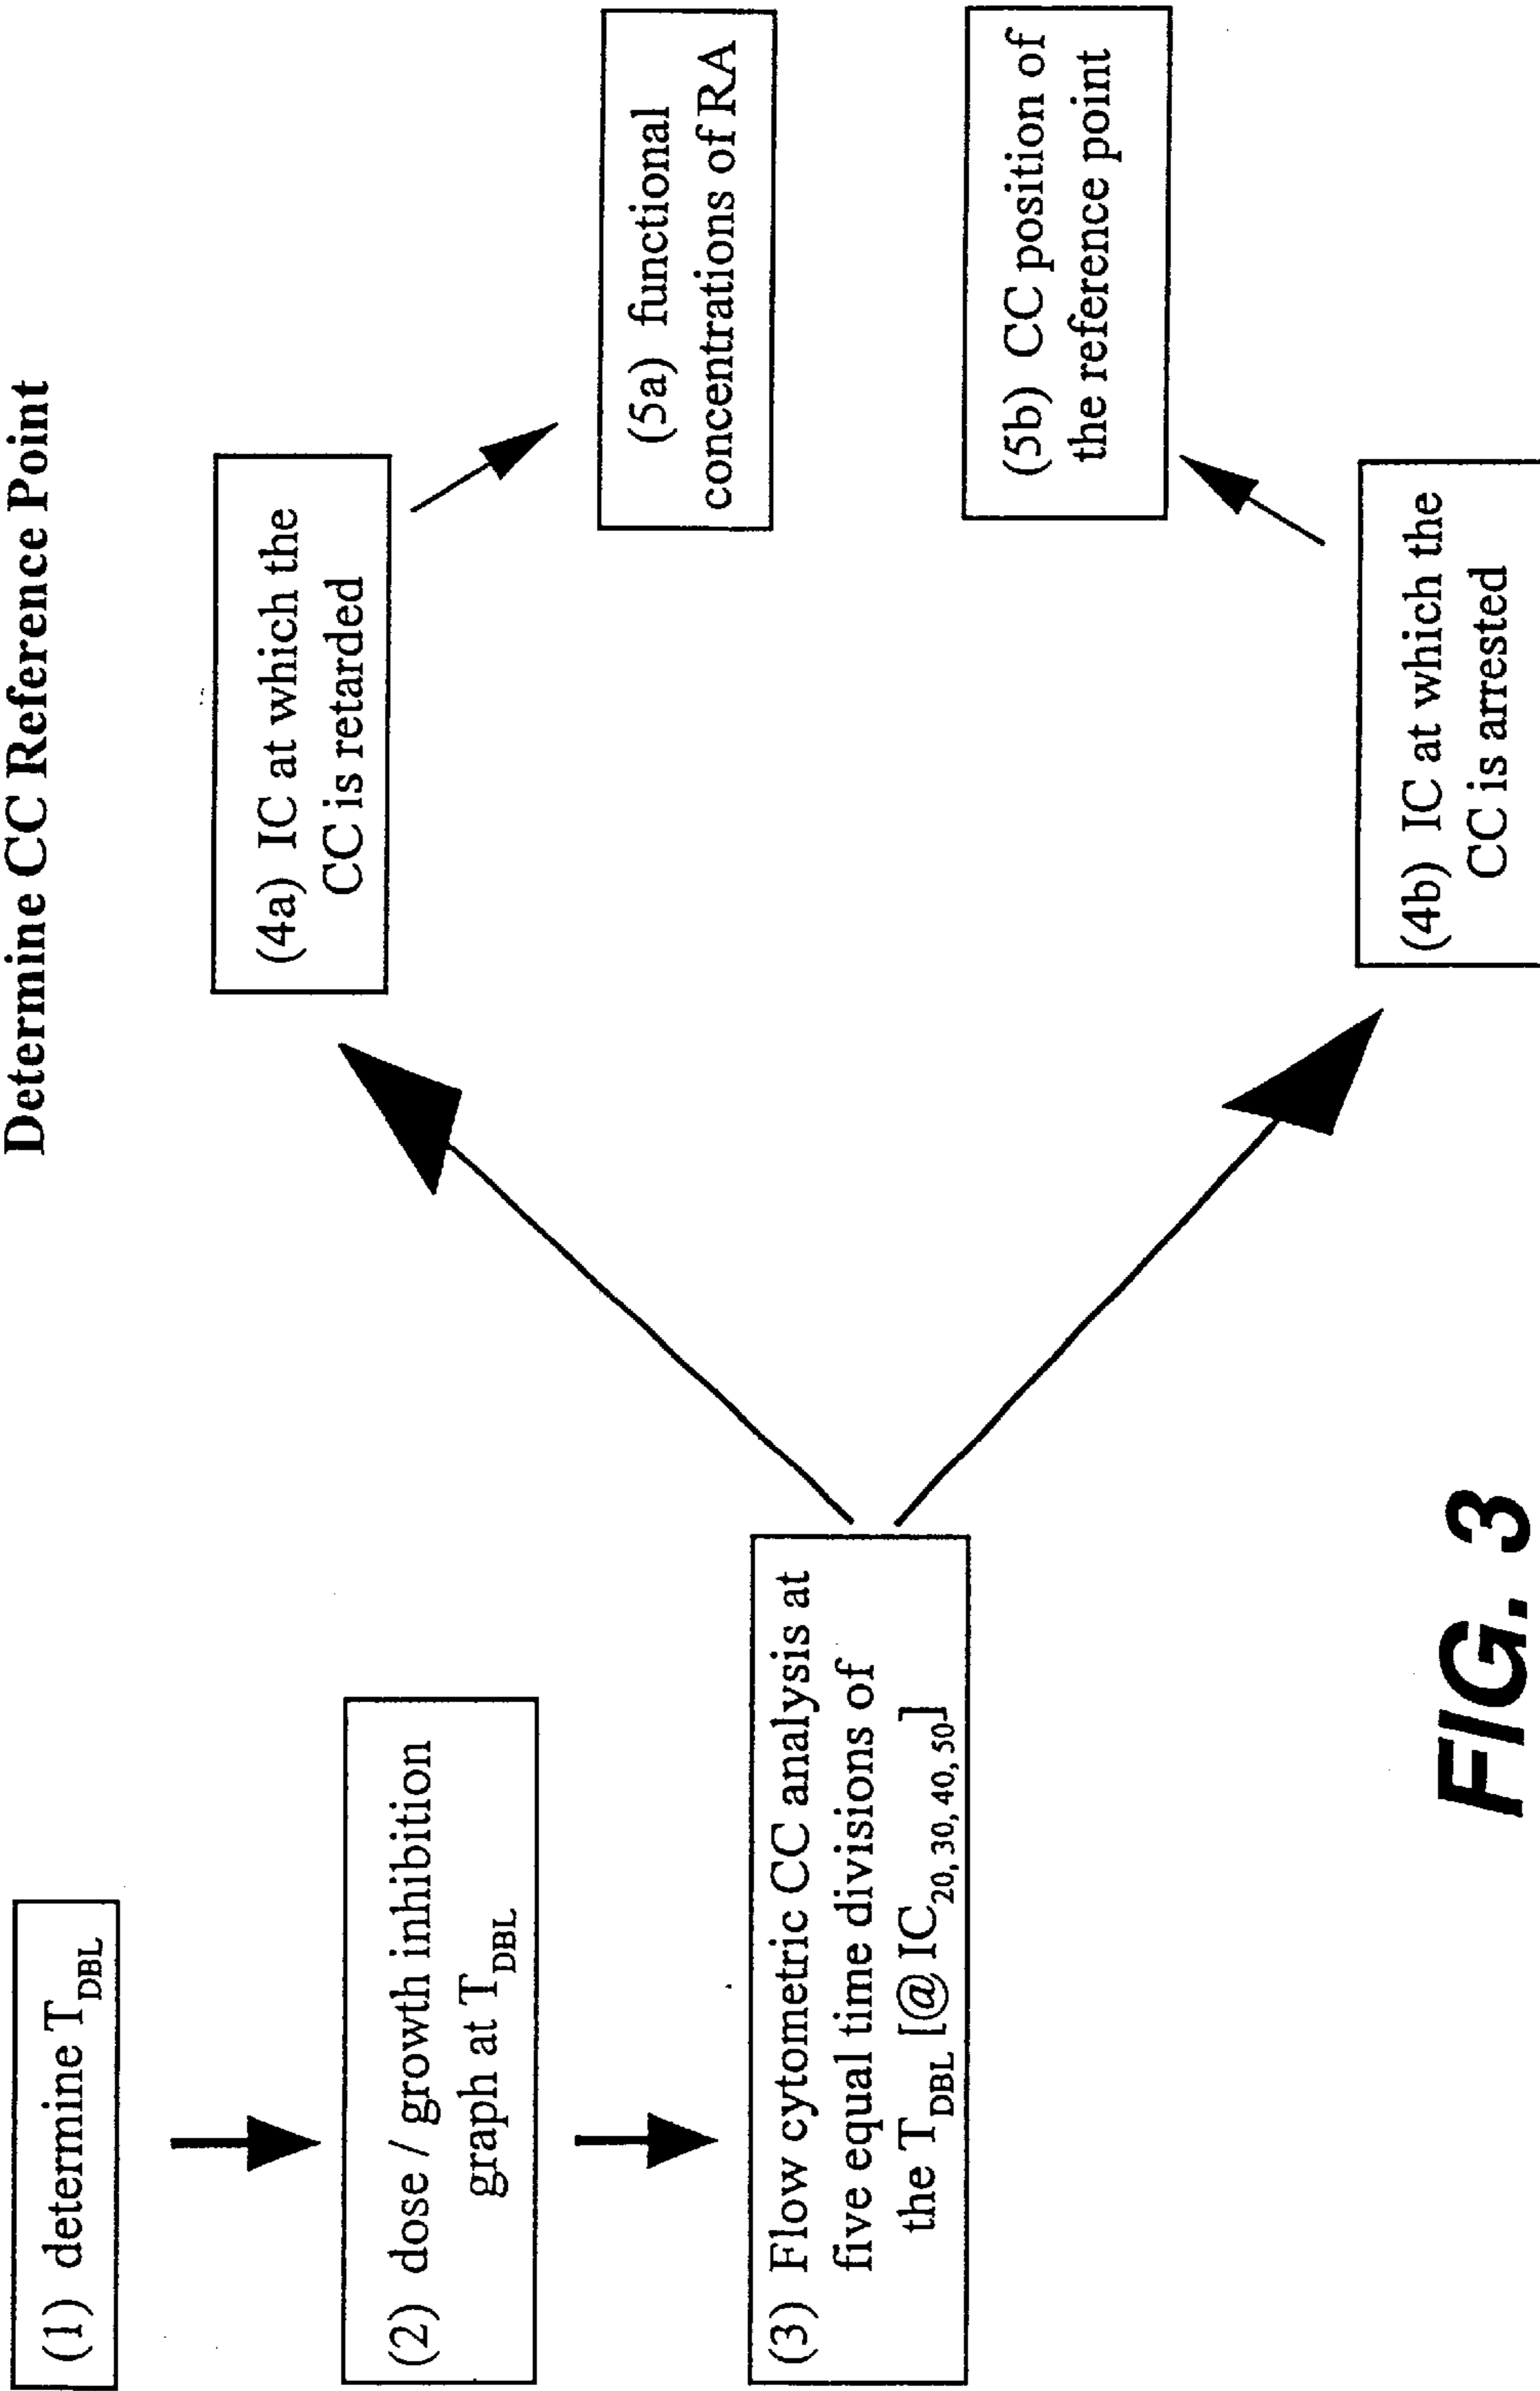 Determine CC Reference Point
(1) determine T_DBL
(2) dose / growth inhibition
graph at T_DBL
(3) Flow cytometric CC analysis at
five equal time divisions of
the T_DBL [@ IC_20, 30, 40, 50]
(4a) IC at which the
CC is retarded
(5a) functional
concentrations of RA
(4b) IC at which the
CC is arrested
(5b) CC position of
the reference point
FIG. 3